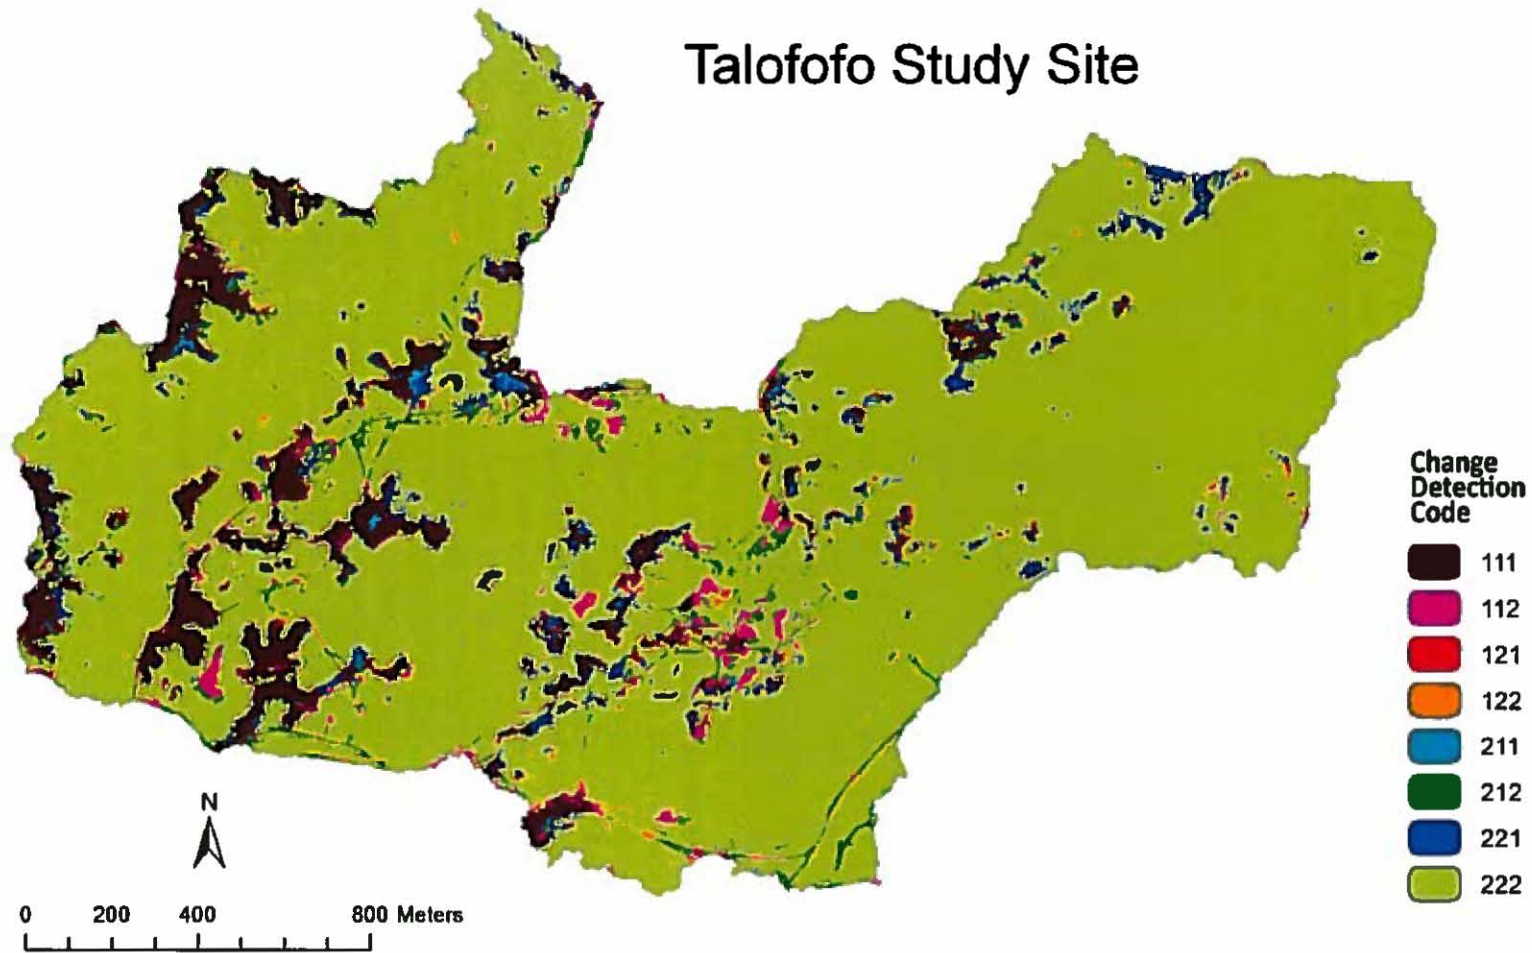 Talofofo Study Site
Change
Detection
Code
111
112
121
122
211
212
221
222
N
0 200 400 800 Meters